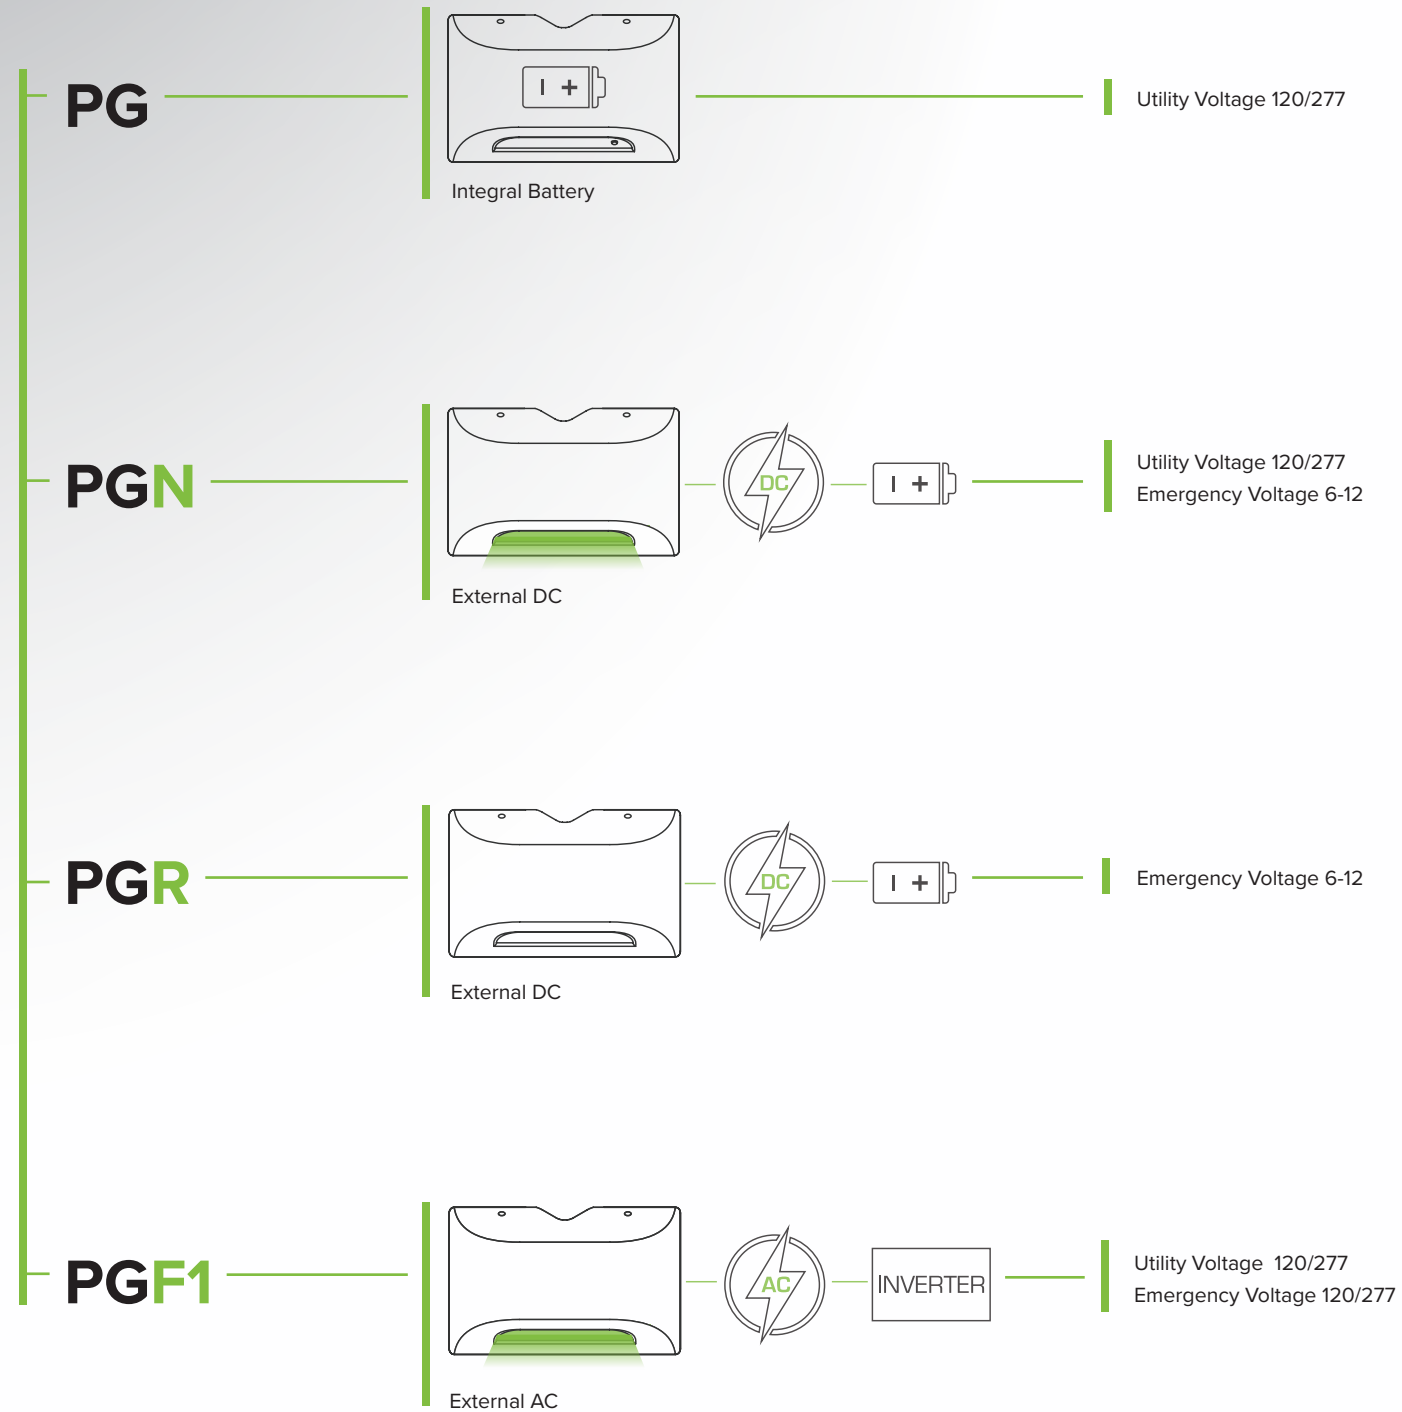 PG
Integral Battery
Utility Voltage 120/277
PGN
DC
External DC
Utility Voltage 120/277
Emergency Voltage 6-12
PGR
DC
External DC
Emergency Voltage 6-12
PGF1
AC
INVERTER
External AC
Utility Voltage 120/277
Emergency Voltage 120/277